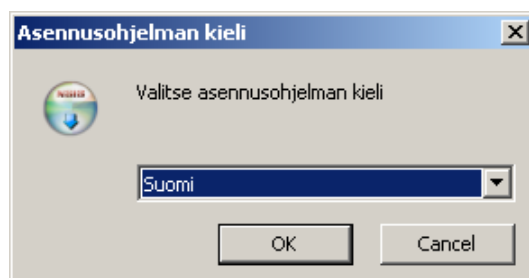 Asennusohjelman kieli
Valitse asennusohjelman kieli
Suomi
OK
Cancel